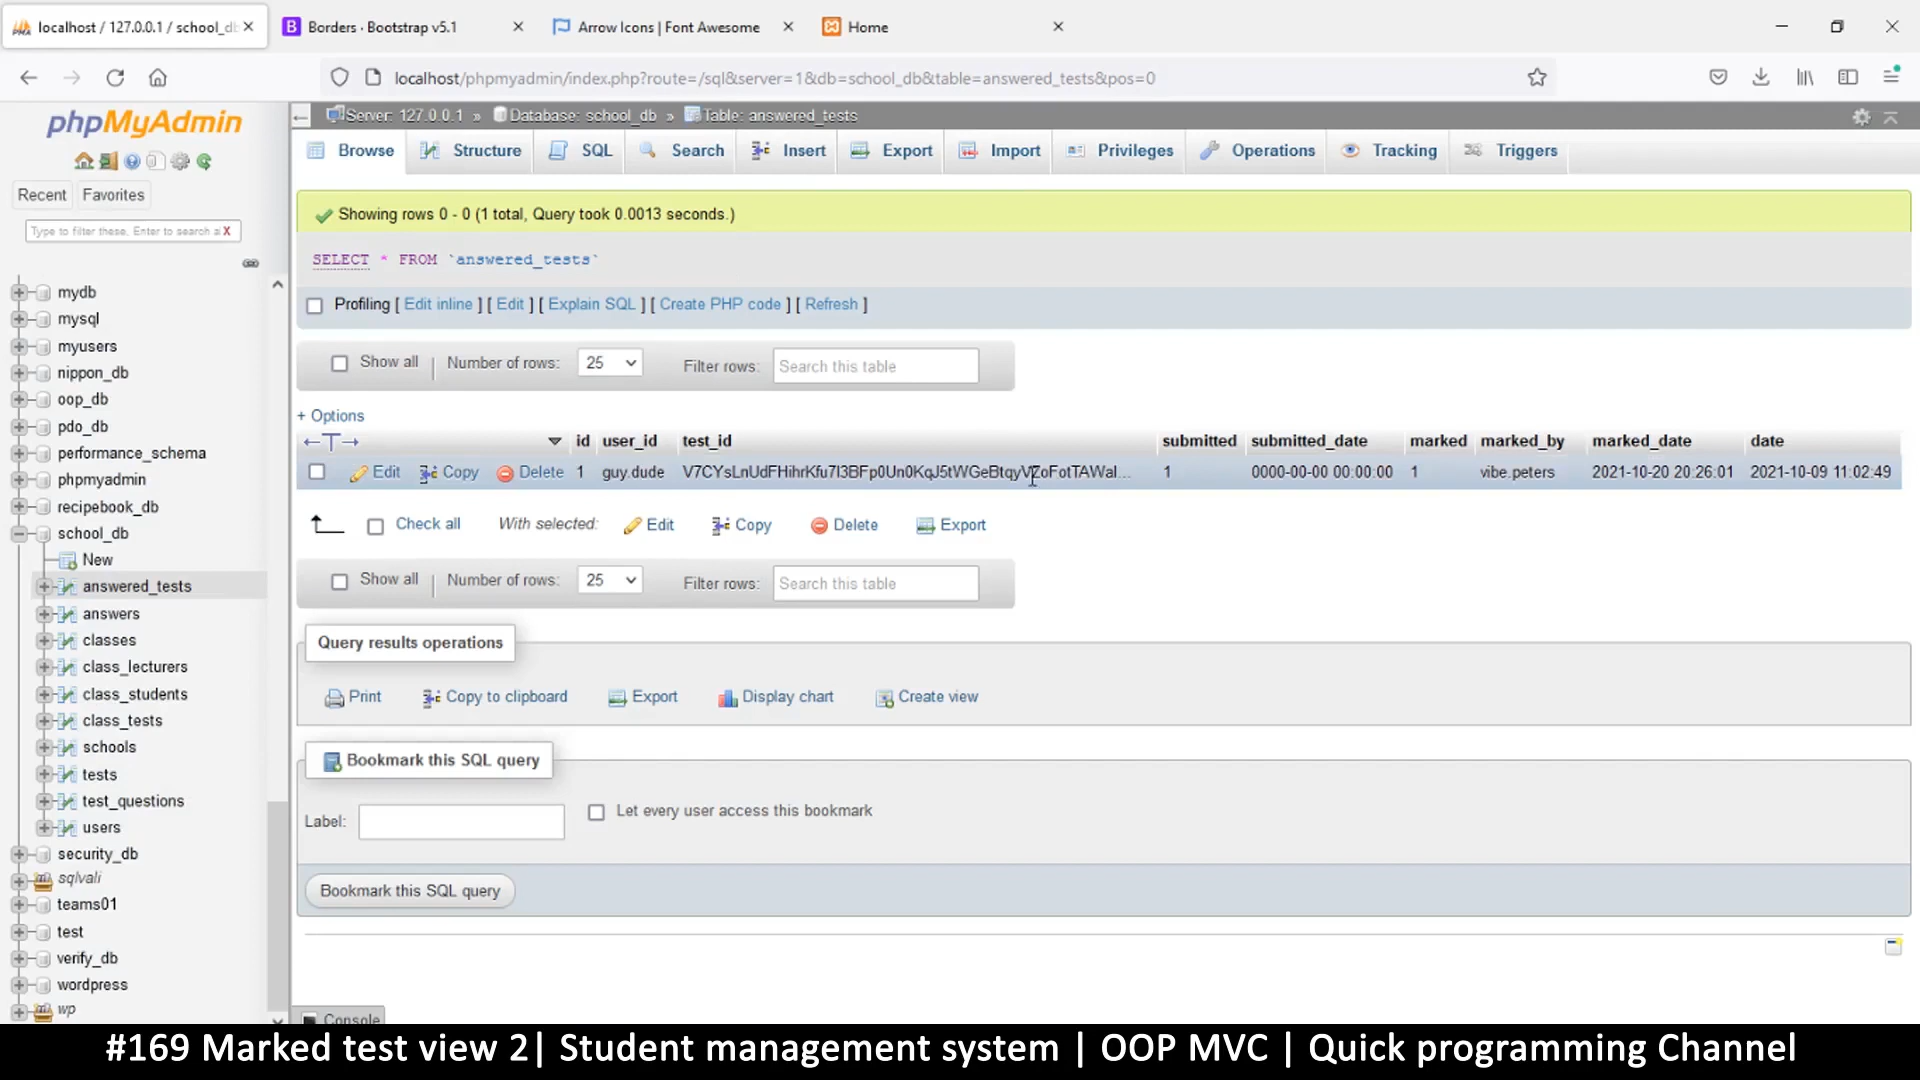 localhost / 127.0.0.1 / school_db
Borders · Bootstrap v5.1
Arrow Icons | Font Awesome
Home
localhost/phpmyadmin/index.php?route=/sql&server=1&db=school_db&table=answered_tests&pos=0
phpMyAdmin
Server: 127.0.0.1 » Database: school_db » Table: answered_tests
Browse Structure SQL Search Insert Export Import Privileges Operations Tracking Triggers
Recent Favorites
Type to filter these, Enter to search a X
mydb
mysql
myusers
nippon_db
oop_db
pdo_db
performance_schema
phpmyadmin
recipebook_db
school_db
New
answered_tests
answers
classes
class_lecturers
class_students
class_tests
schools
tests
test_questions
users
security_db
sqlvali
teams01
test
verify_db
wordpress
wp
Showing rows 0 - 0 (1 total, Query took 0.0013 seconds.)
SELECT * FROM `answered_tests`
Profiling [ Edit inline ] [ Edit ] [ Explain SQL ] [ Create PHP code ] [ Refresh ]
Show all Number of rows: 25 Filter rows: Search this table
+ Options
←T→ id user_id test_id submitted submitted_date marked marked_by marked_date date
Edit Copy Delete 1 guy.dude 1 0000-00-00 00:00:00 1 vibe.peters 2021-10-20 20:26:01 2021-10-09 11:02:49
Check all With selected: Edit Copy Delete Export
Show all Number of rows: 25 Filter rows: Search this table
Query results operations
Print Copy to clipboard Export Display chart Create view
Bookmark this SQL query
Label: Let every user access this bookmark
Bookmark this SQL query
Console
#169 Marked test view 2| Student management system | OOP MVC | Quick programming Channel